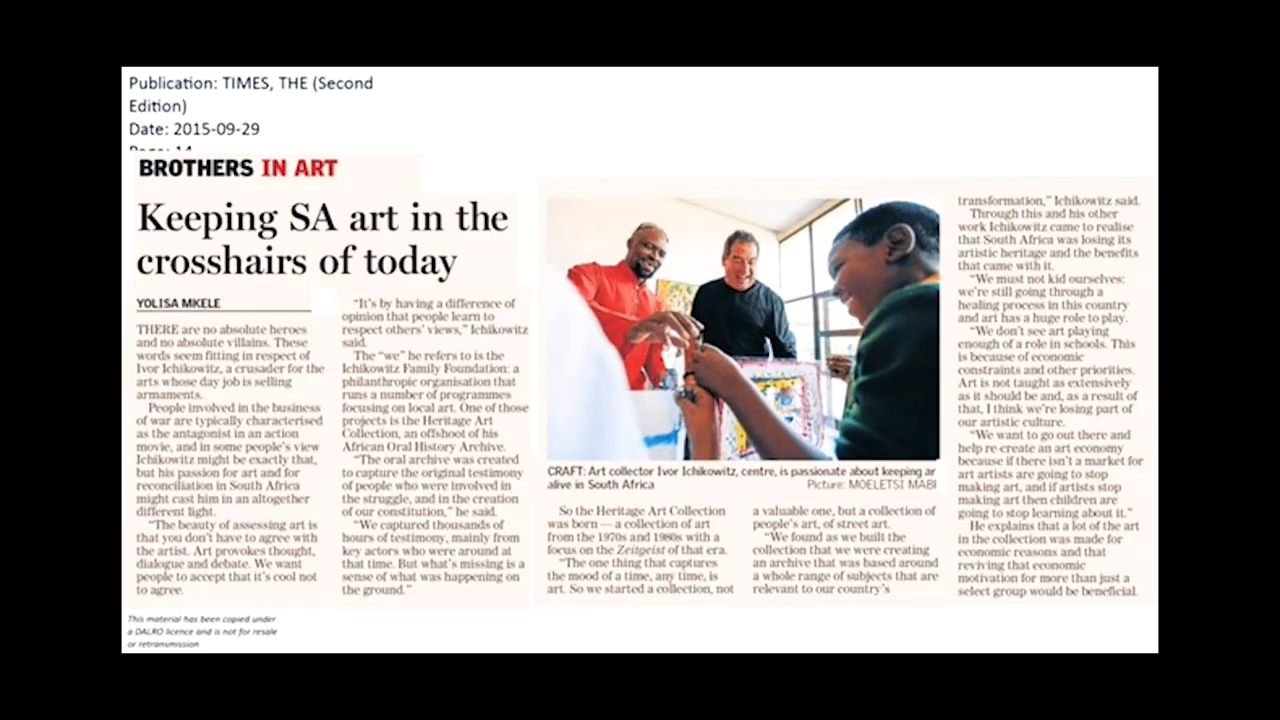 Publication: TIMES, THE (Second
Edition)
Date: 2015-09-29
Page: 14
BROTHERS IN ART
Keeping SA art in the
crosshairs of today
YOLISA MKELE
THERE are no absolute heroes
and no absolute villains. These
words seem fitting in respect of
Ivor Ichikowitz, a crusader for the
arts whose day job is selling
armaments.
People involved in the business
of war are typically characterised
as the antagonist in an action
movie, and in some people's view
Ichikowitz might be exactly that,
but his passion for art and for
reconciliation in South Africa
might cast him in an altogether
different light.
"The beauty of assessing art is
that you don't have to agree with
the artist. Art provokes thought,
dialogue and debate. We want
people to accept that it's cool not
to agree.
"It's by having a difference of
opinion that people learn to
respect others' views," Ichikowitz
said.
The "we" he refers to is the
Ichikowitz Family Foundation: a
philanthropic organisation that
runs a number of programmes
focusing on local art. One of those
projects is the Heritage Art
Collection, an offshoot of his
African Oral History Archive.
"The oral archive was created
to capture the original testimony
of people who were involved in
the struggle, and in the creation
of our constitution," he said.
"We captured thousands of
hours of testimony, mainly from
key actors who were around at
that time. But what's missing is a
sense of what was happening on
the ground."
CRAFT: Art collector Ivor Ichikowitz, centre, is passionate about keeping ar
alive in South Africa
Picture: MOELETSI MABE
So the Heritage Art Collection
was born — a collection of art
from the 1970s and 1980s with a
focus on the Zeitgeist of that era.
"The one thing that captures
the mood of a time, any time, is
art. So we started a collection, not
a valuable one, but a collection of
people's art, of street art.
"We found as we built the
collection that we were creating
an archive that was based around
a whole range of subjects that are
relevant to our country's
transformation," Ichikowitz said.
Through this and his other
work Ichikowitz came to realise
that South Africa was losing its
artistic heritage and the benefits
that came with it.
"We must not kid ourselves:
we're still going through a
healing process in this country
and art has a huge role to play.
"We don't see art playing
enough of a role in schools. This
is because of economic
constraints and other priorities.
Art is not taught as extensively
as it should be and, as a result of
that, I think we're losing part of
our artistic culture.
"We want to go out there and
help re-create an art economy
because if there isn't a market for
art artists are going to stop
making art, and if artists stop
making art then children are
going to stop learning about it."
He explains that a lot of the art
in the collection was made for
economic reasons and that
reviving that economic
motivation for more than just a
select group would be beneficial.
This material has been copied under
a DALRO licence and is not for resale
or retransmission